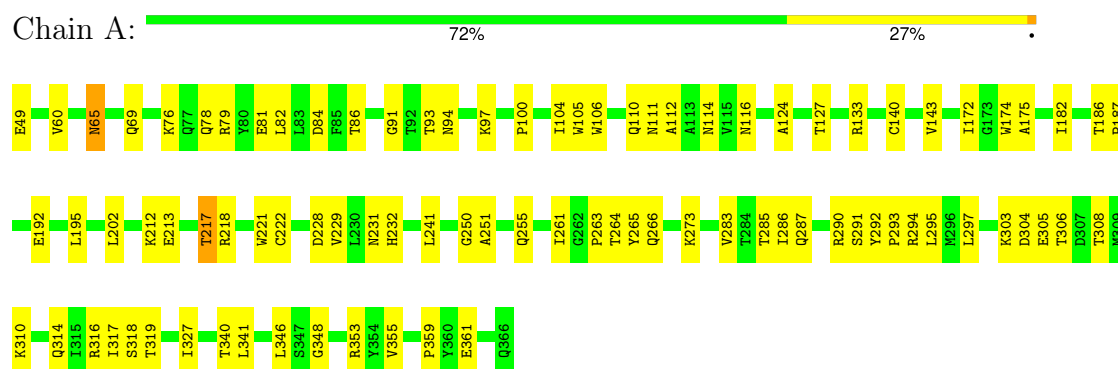 Chain A:
72% 27% •
E49 V60 N65 Q69 K76 Q77 Q78 R79 Y80 E81 L82 L83 D84 F85 T86 G91 T92 T93 N94 K97 P100 I104 W105 W106 Q110 N111 A112 A113 N114 V115 N116 A124 T127 R133 C140 V143 I172 G173 W174 A175 I182 T186
E192 L195 L202 K212 E213 T217 R218 W221 C222 D228 V229 L230 N231 H232 L241 G250 A251 Q255 I261 G262 P263 T264 Y265 Q266 K273 V283 T284 T285 I286 Q287 R290 S291 Y292 P293 R294 L295 M296 L297 K303 D304 E305 T306 D307 T308 M309
K310 Q314 I315 R316 I317 S318 T319 I327 T340 L341 L346 S347 G348 R353 Y354 V355 P359 Y360 E361 Q366